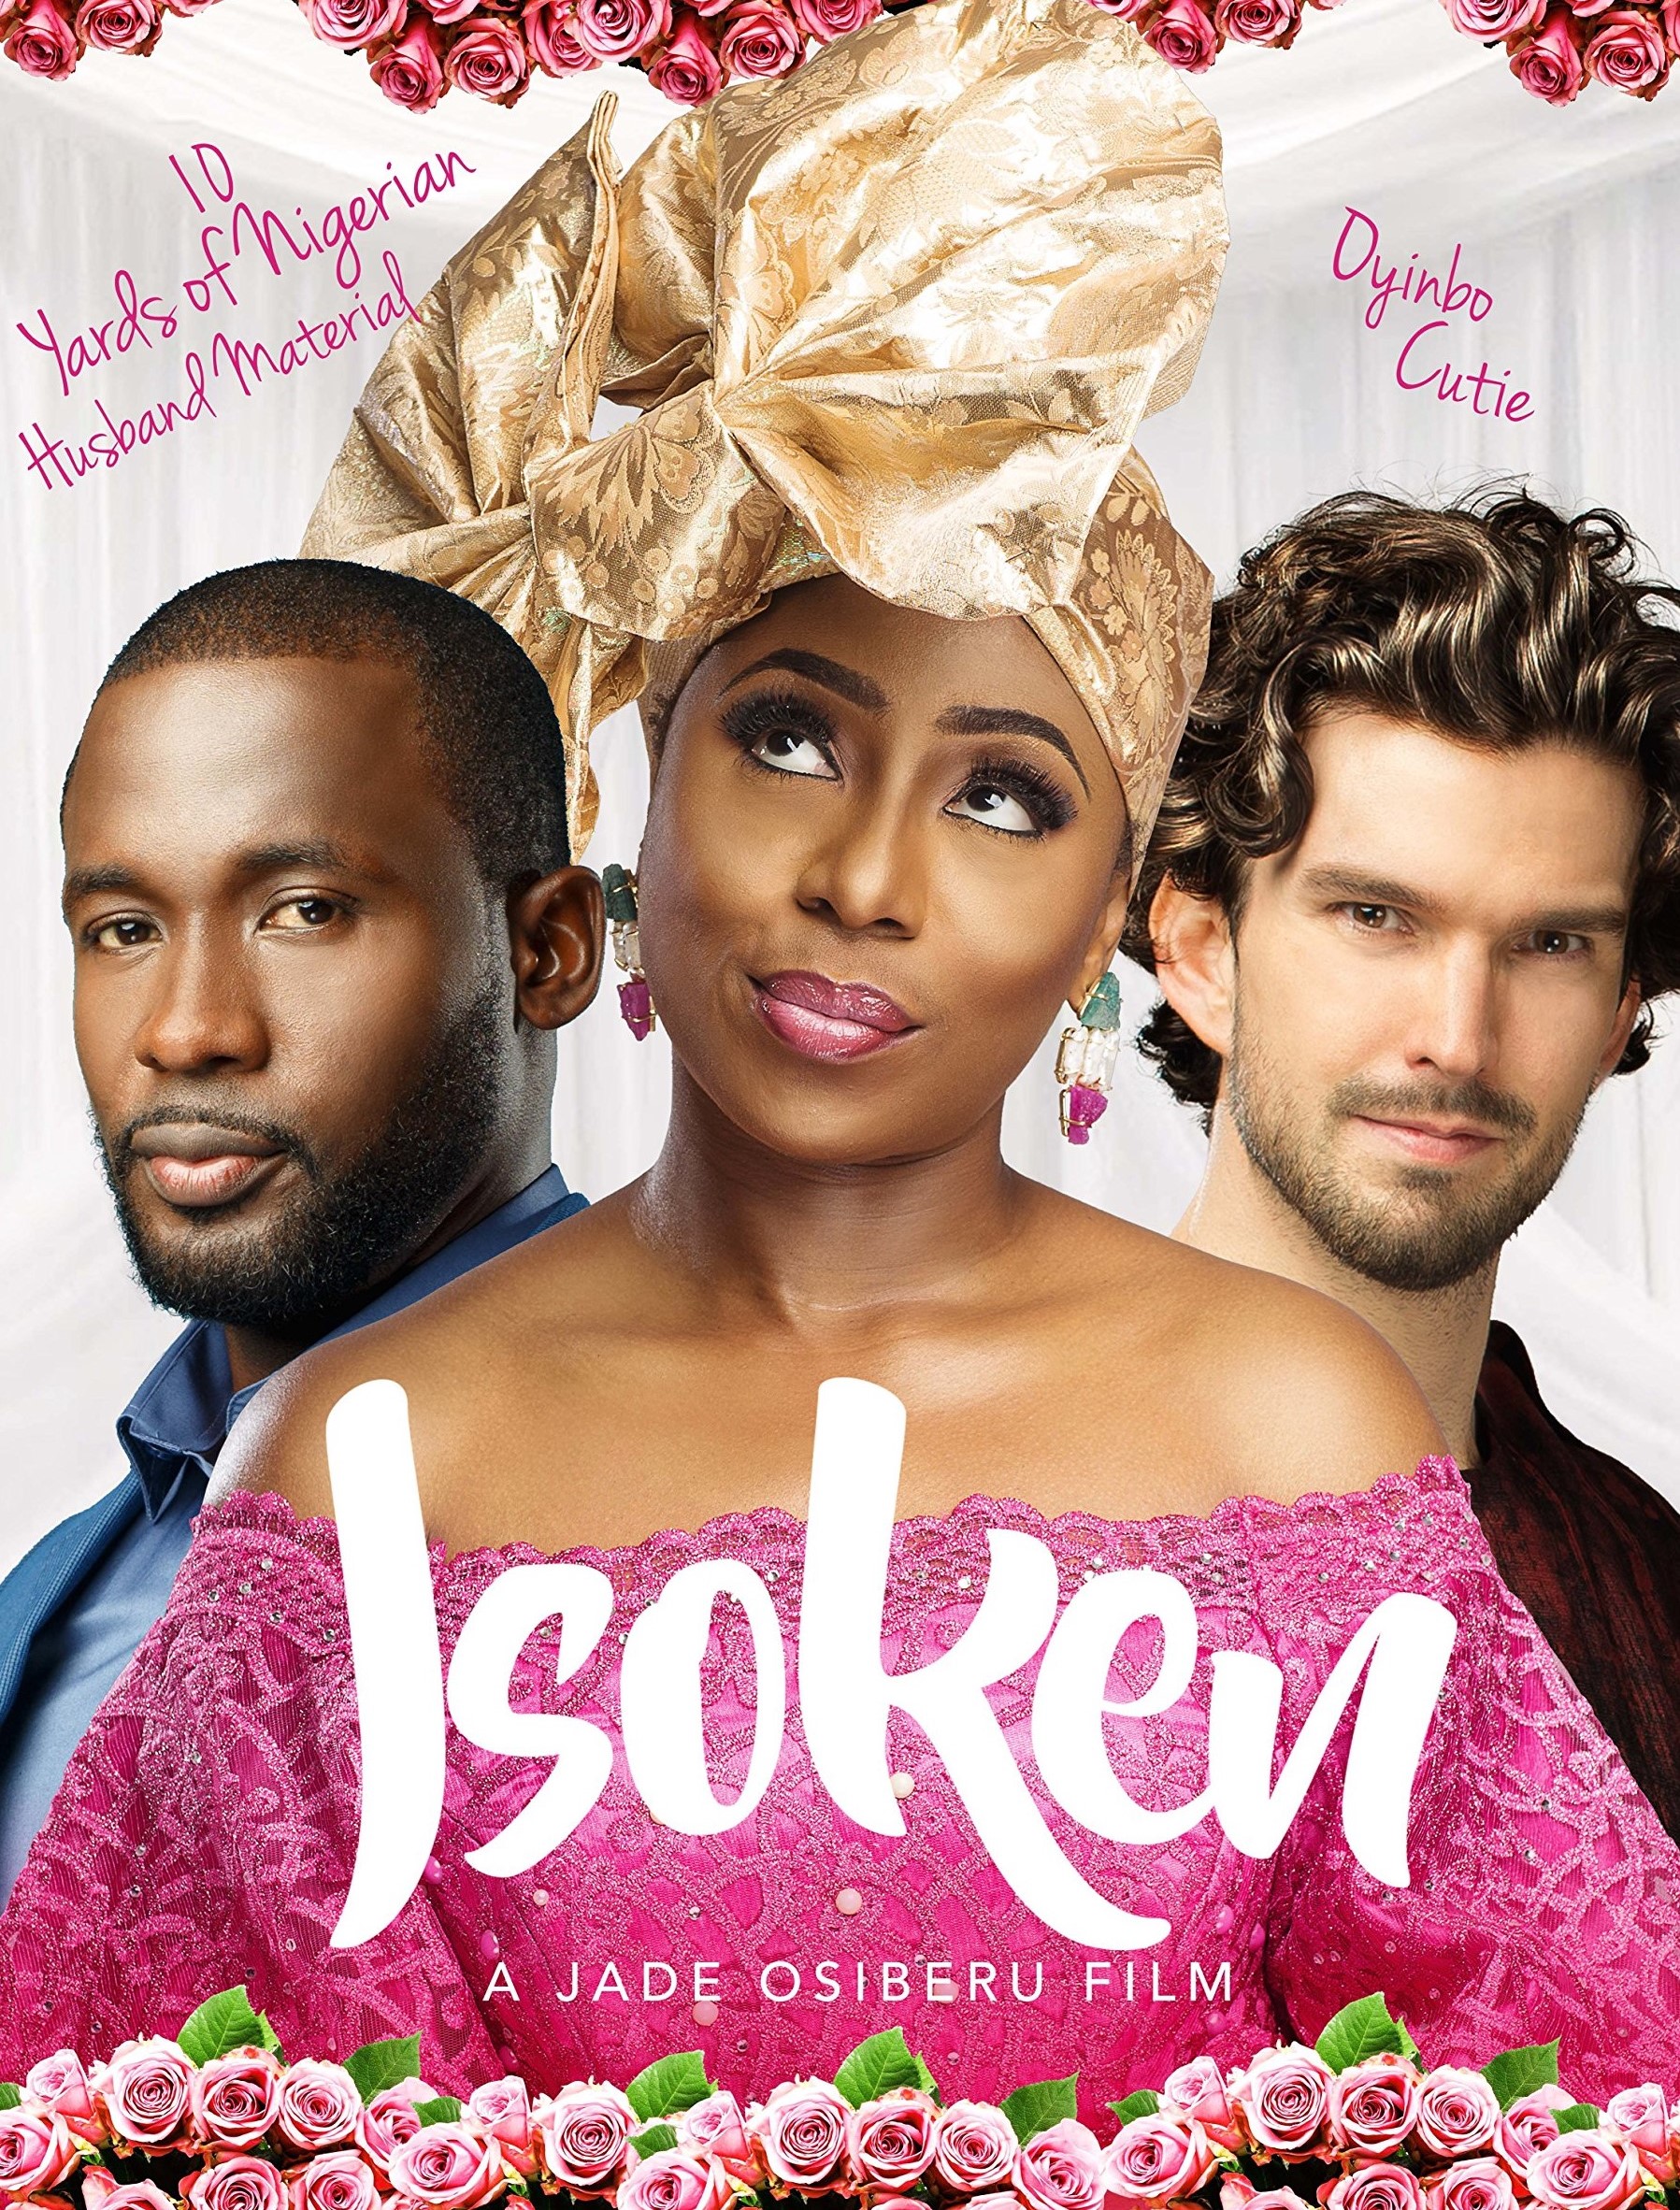 10
Yards of Nigerian
Husband Material
Oyinbo
Cutie
Isoken
A JADE OSIBERU FILM